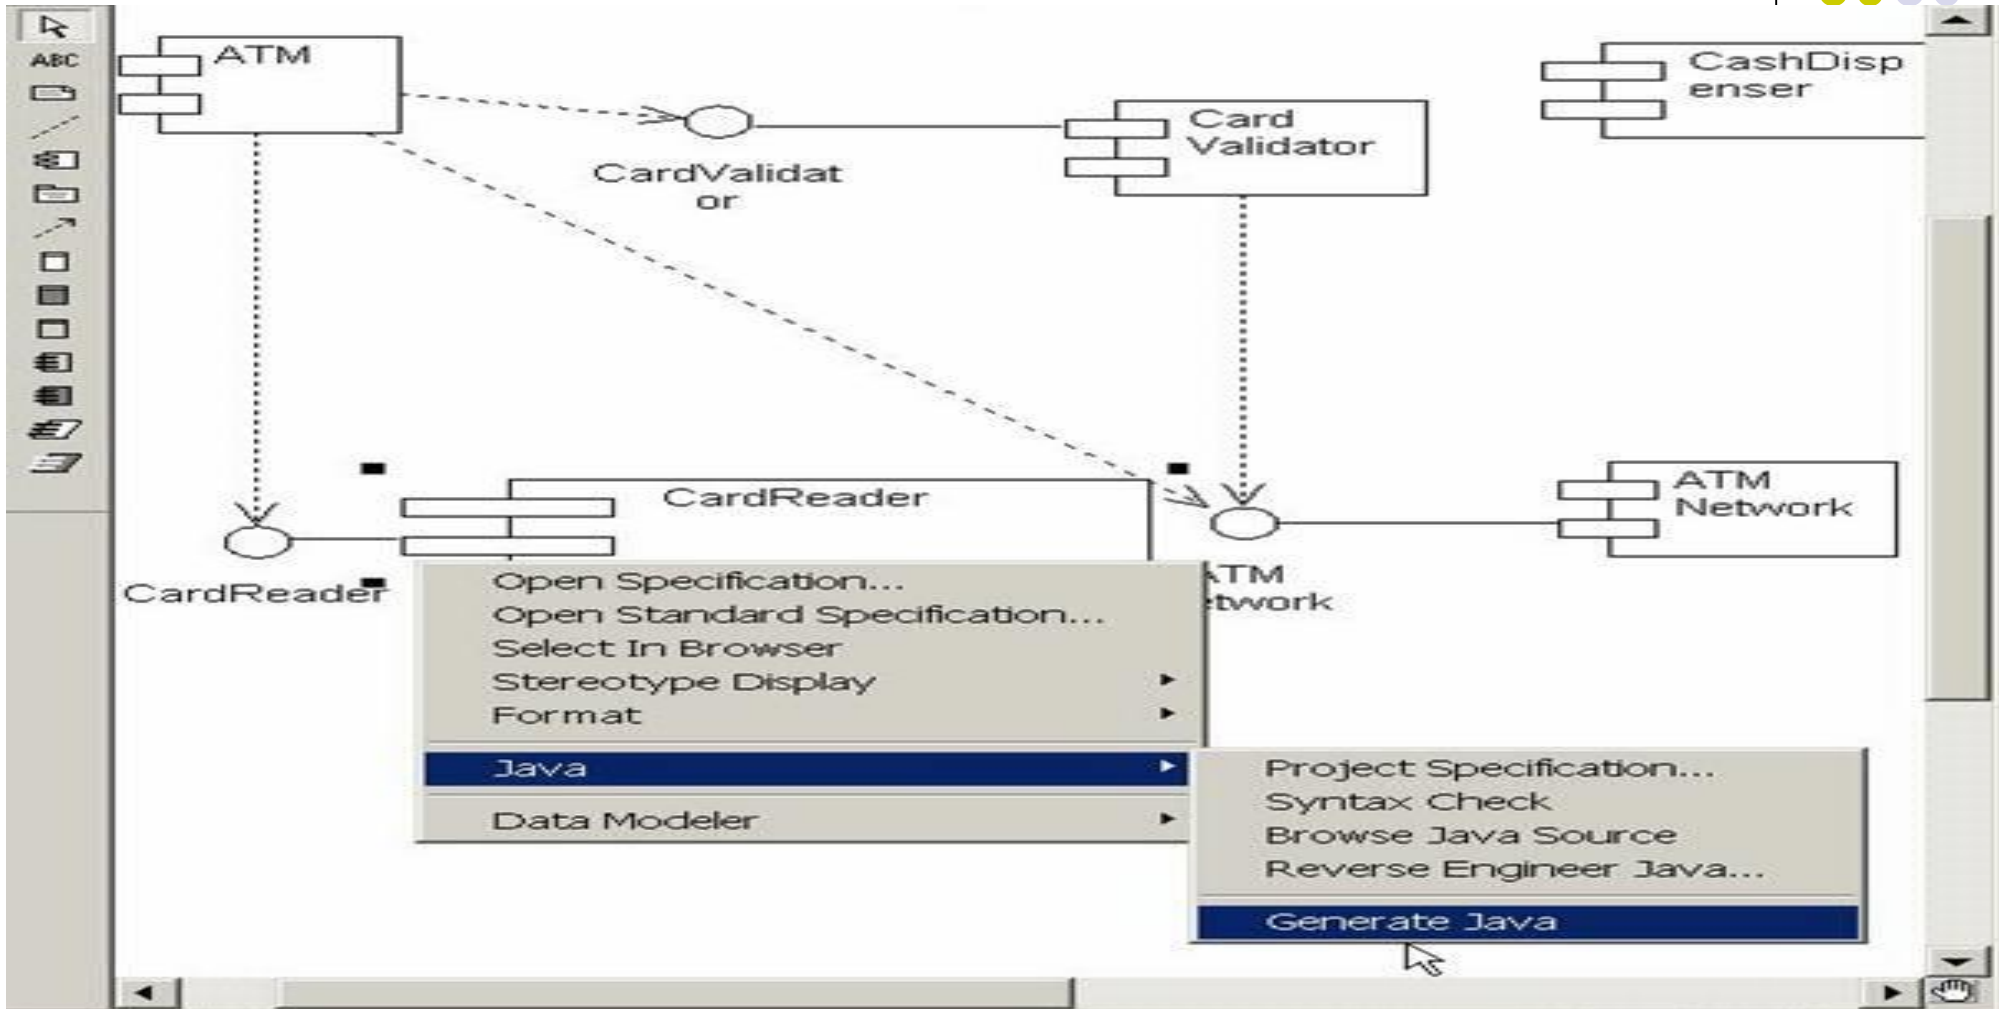 ABC
ATM
CashDisp
enser
Card
Validator
CardValidat
or
CardReader
ATM
Network
CardReader
ATM
twork
Open Specification...
Open Standard Specification...
Select In Browser
Stereotype Display
Format
Java
Data Modeler
Project Specification...
Syntax Check
Browse Java Source
Reverse Engineer Java...
Generate Java